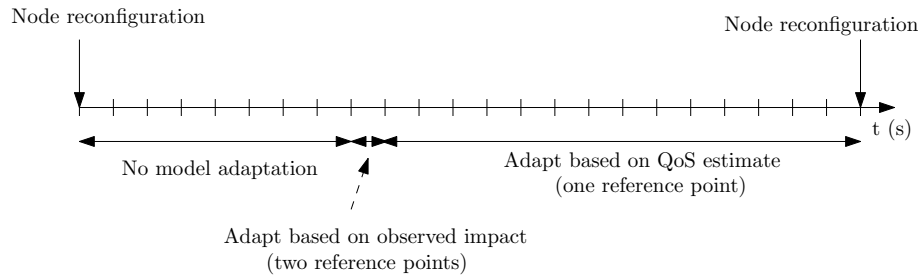 Node reconfiguration
Node reconfiguration
t (s)
No model adaptation
Adapt based on QoS estimate
(one reference point)
Adapt based on observed impact
(two reference points)